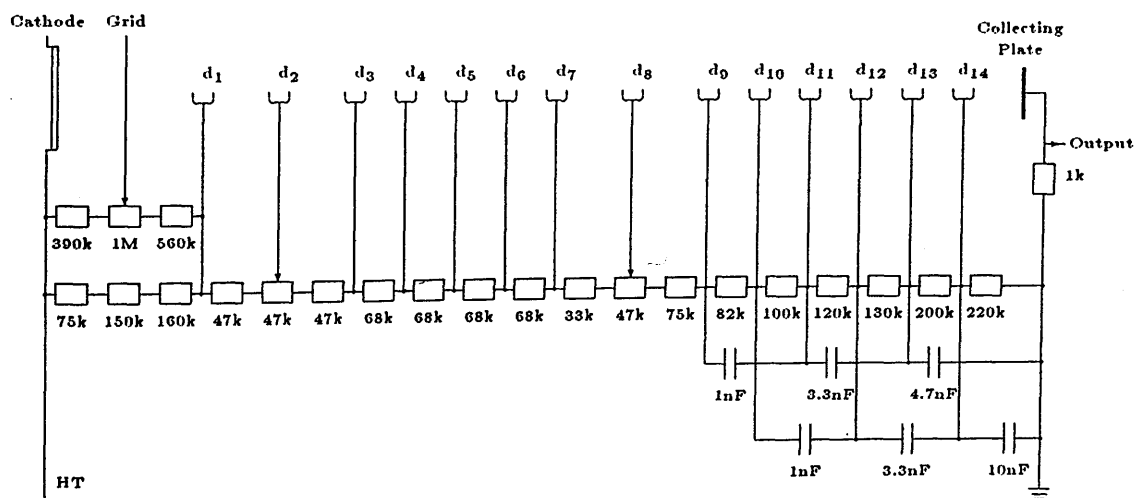 Cathode Grid
Collecting
Plate
d1 d2 d3 d4 d5 d6 d7 d8 d9 d10 d11 d12 d13 d14
Output
1k
390k 1M 560k
75k 150k 160k 47k 47k 47k 68k 68k 68k 68k 33k 47k 75k 82k 100k 120k 130k 200k 220k
1nF 3.3nF 4.7nF
1nF 3.3nF 10nF
HT